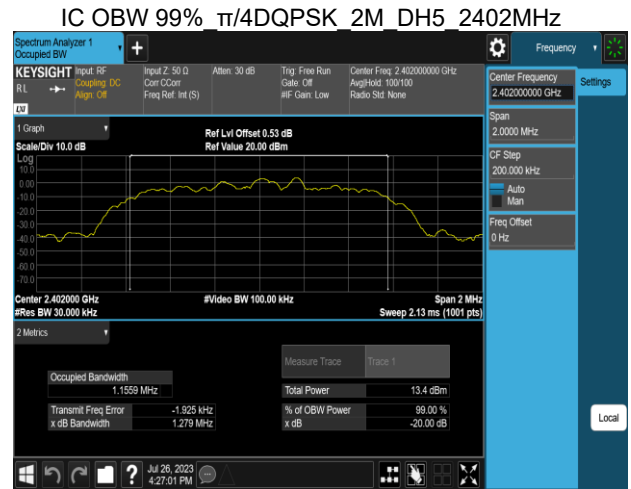 IC OBW 99%_π/4DQPSK_2M_DH5_2402MHz
Spectrum Analyzer 1
Occupied BW
+
Frequency
KEYSIGHT
RL
LXI
Input: RF
Coupling: DC
Align: Off
Input Z: 50 Ω
Corr CCorr
Freq Ref: Int (S)
Atten: 30 dB
Trig: Free Run
Gate: Off
#IF Gain: Low
Center Freq: 2.402000000 GHz
Avg|Hold: 100/100
Radio Std: None
Center Frequency
2.402000000 GHz
Settings
Span
2.0000 MHz
CF Step
200.000 kHz
Auto
Man
Freq Offset
0 Hz
1 Graph
Scale/Div 10.0 dB
Ref Lvl Offset 0.53 dB
Ref Value 20.00 dBm
Log
10.0
0.00
-10.0
-20.0
-30.0
-40.0
-50.0
-60.0
-70.0
Center 2.402000 GHz
#Res BW 30.000 kHz
#Video BW 100.00 kHz
Span 2 MHz
Sweep 2.13 ms (1001 pts)
2 Metrics
Measure Trace
Trace 1
Occupied Bandwidth
1.1559 MHz
Total Power
13.4 dBm
Transmit Freq Error
-1.925 kHz
% of OBW Power
99.00 %
x dB Bandwidth
1.279 MHz
x dB
-20.00 dB
Local
?
Jul 26, 2023
4:27:01 PM